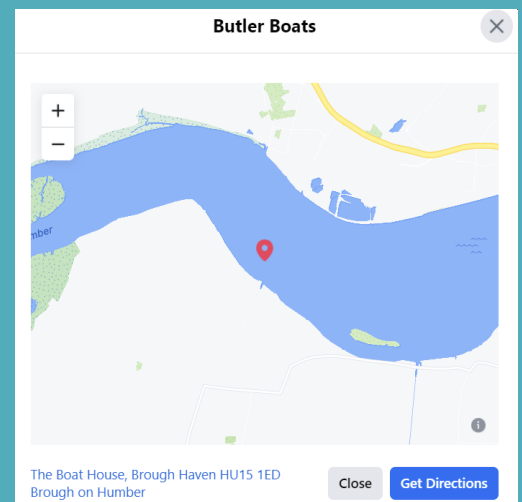 Butler Boats
+
−
mber
The Boat House, Brough Haven HU15 1ED
Brough on Humber
Close
Get Directions